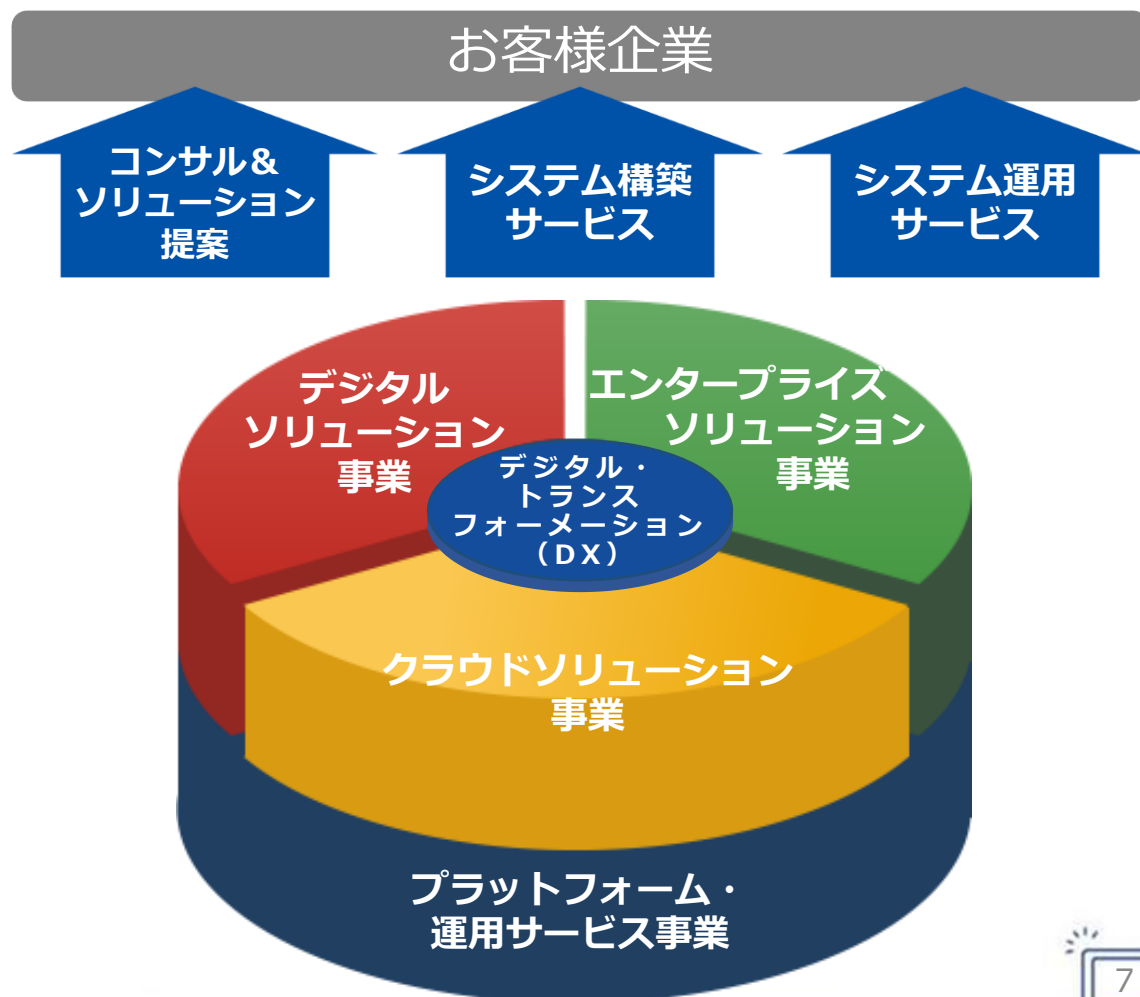 お客様企業
コンサル＆
ソリューション
提案
システム構築
サービス
システム運用
サービス
デジタル
ソリューション
事業
エンタープライズ
ソリューション
事業
デジタル・
トランス
フォーメーション
（DX）
クラウドソリューション
事業
プラットフォーム・
運用サービス事業
7